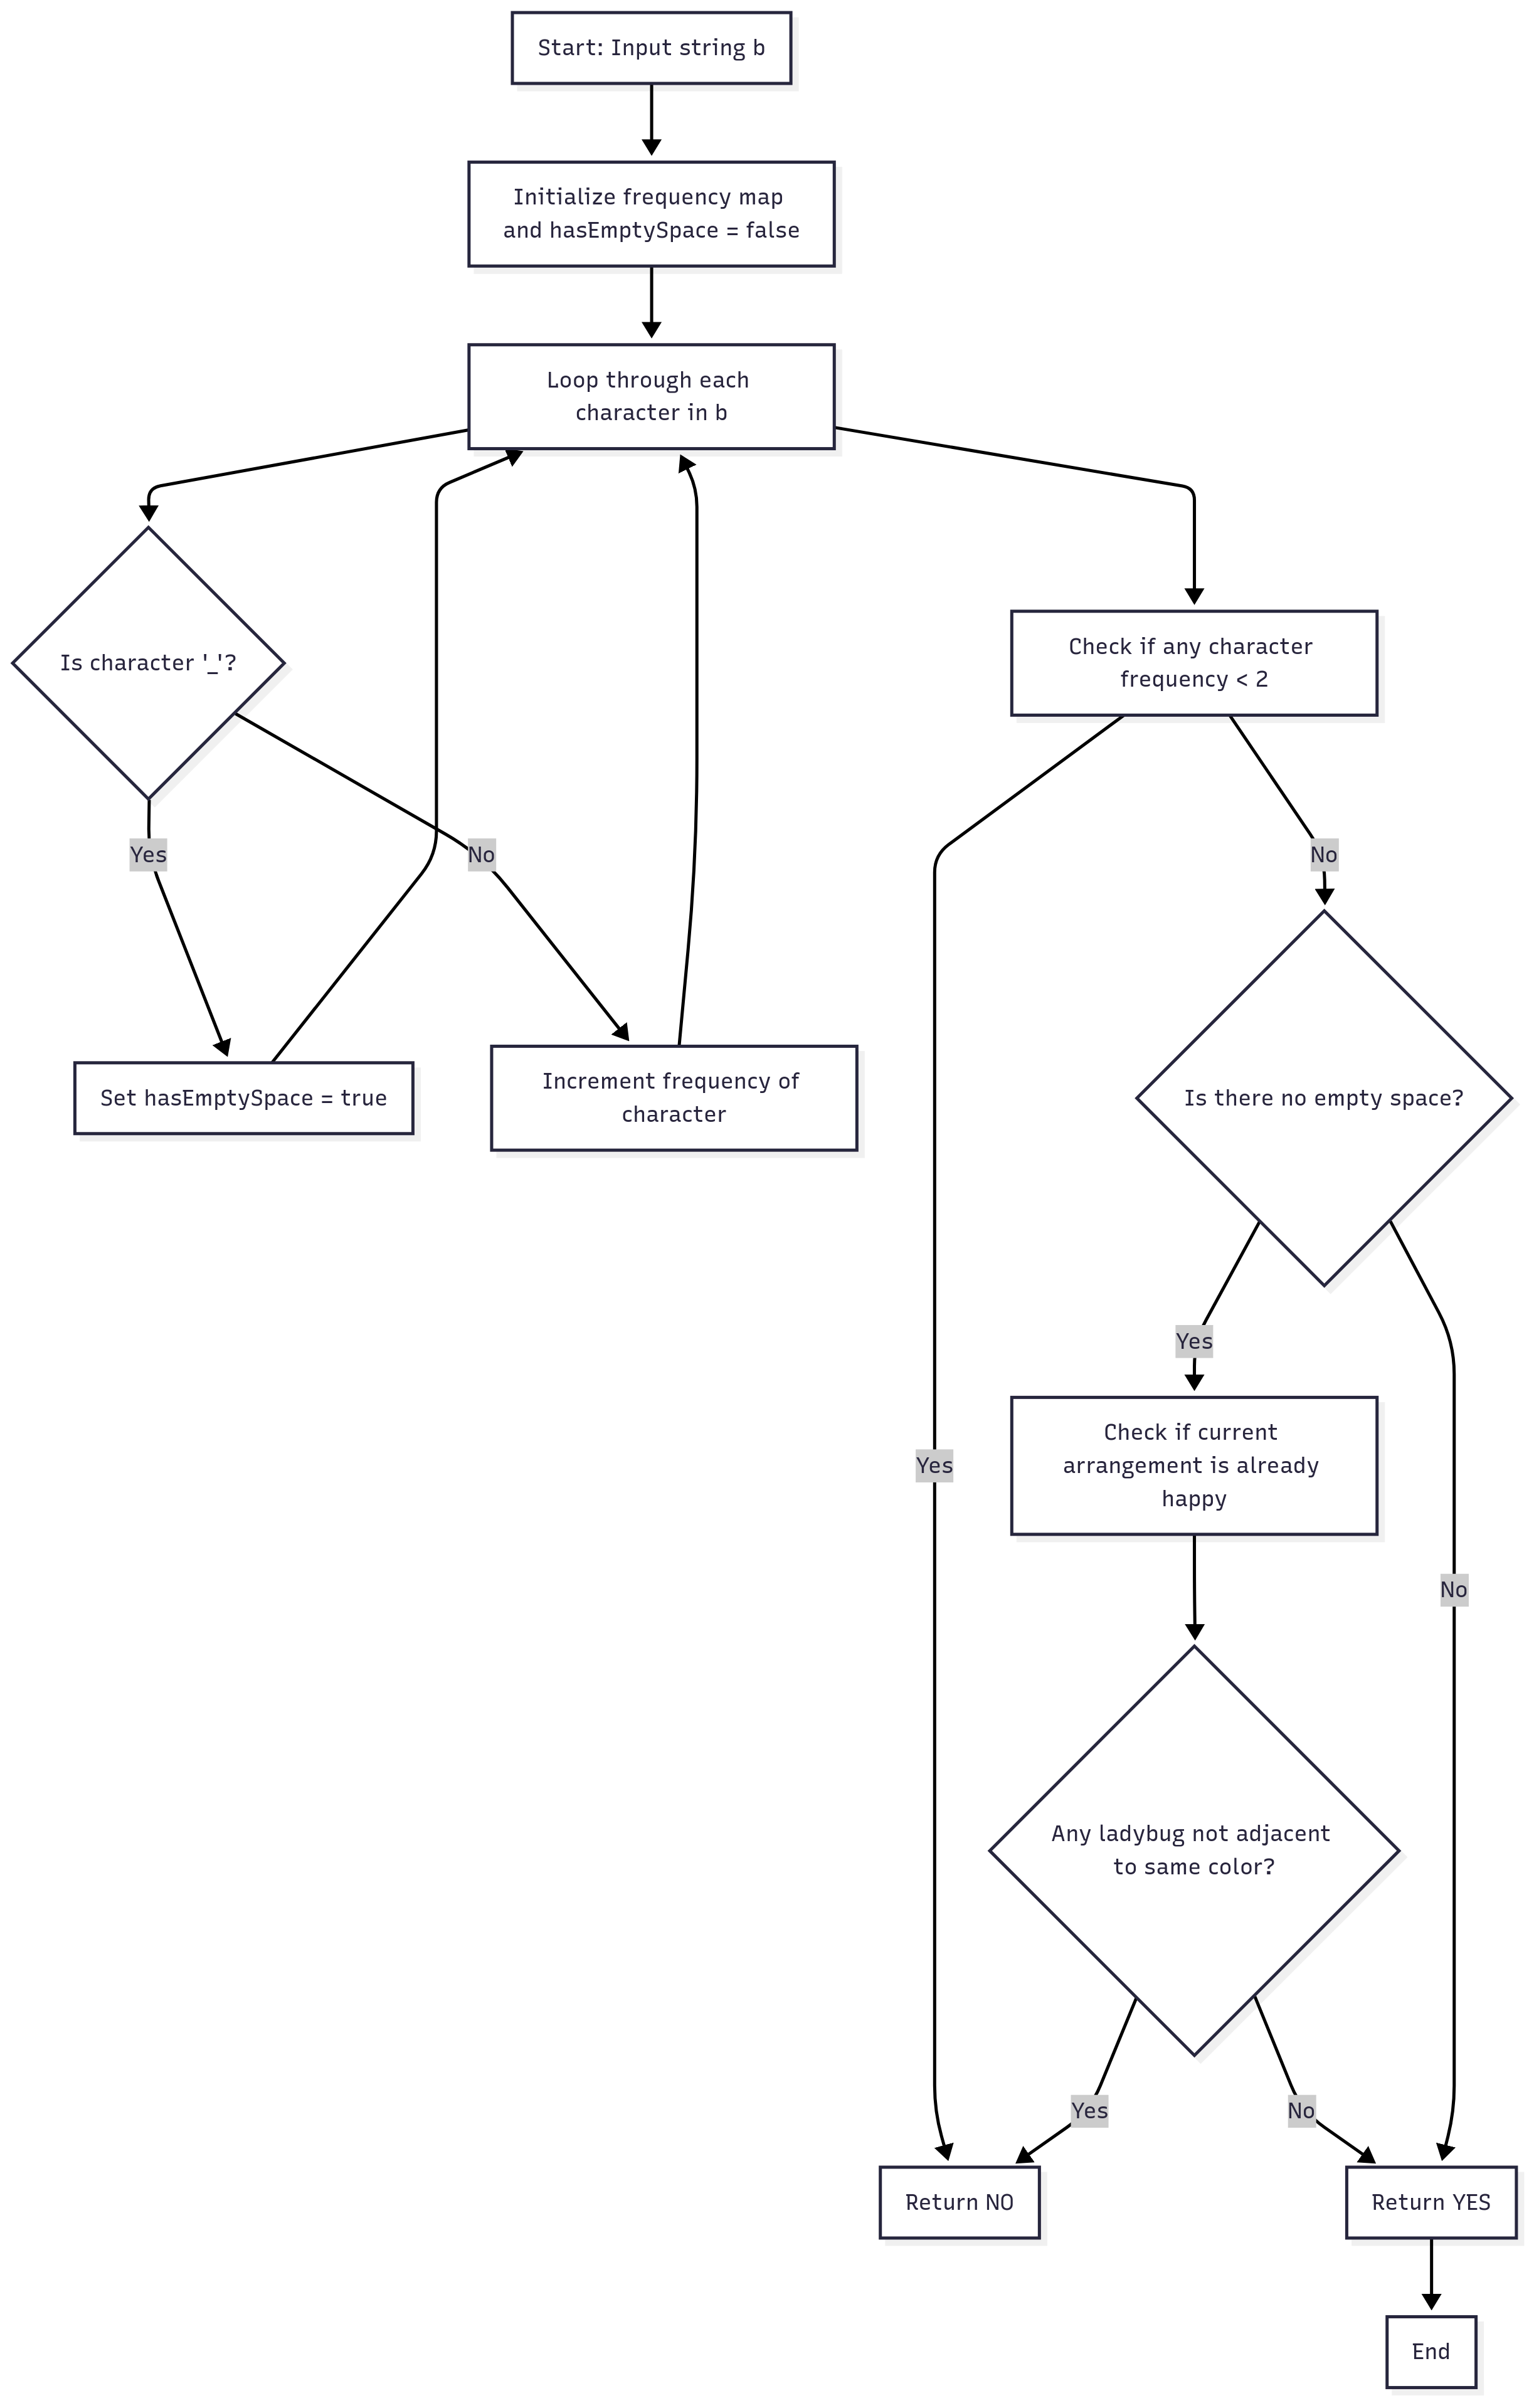 Start: Input string b
Initialize frequency map
and hasEmptySpace = false
Loop through each
character in b
Is character '_'?
Check if any character
frequency < 2
Yes
No
No
Set hasEmptySpace = true
Increment frequency of
character
Is there no empty space?
Yes
Check if current
arrangement is already
happy
Yes
No
Any ladybug not adjacent
to same color?
Yes
No
Return NO
Return YES
End